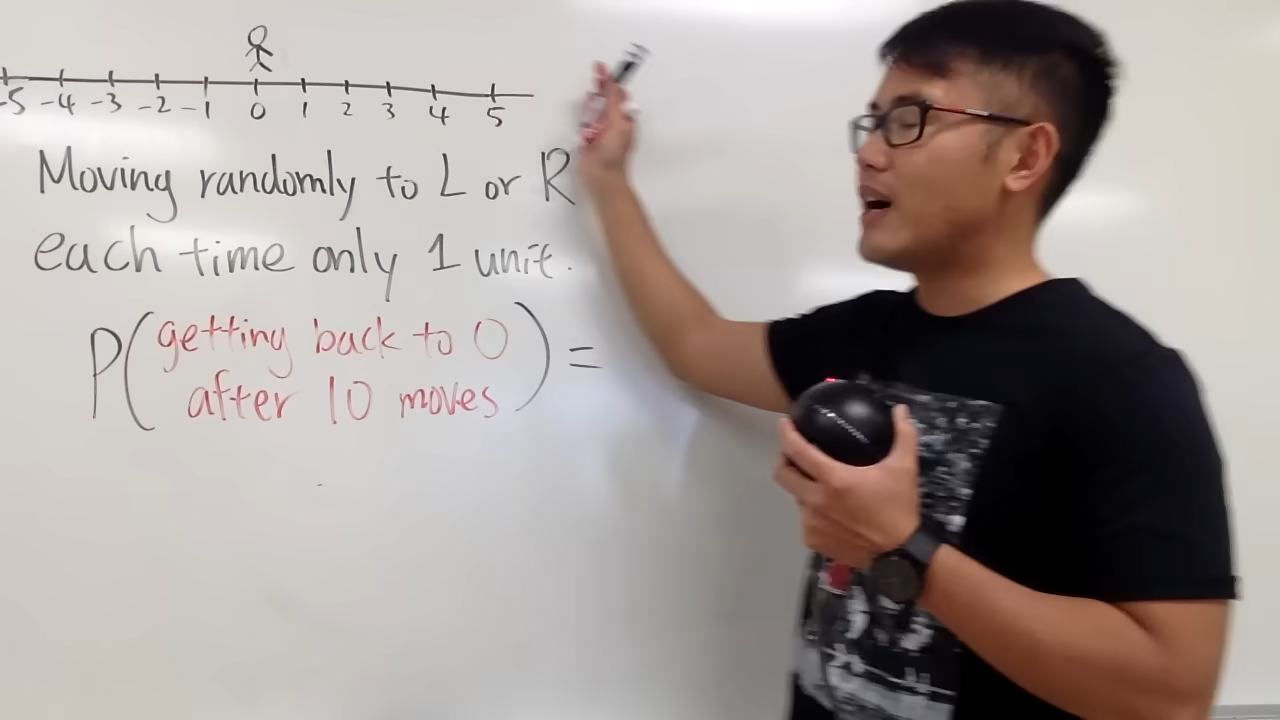 -5 -4 -3 -2 -1 0 1 2 3 4 5
Moving randomly to L or R
each time only 1 unit.
P(getting back to 0
after 10 moves) =